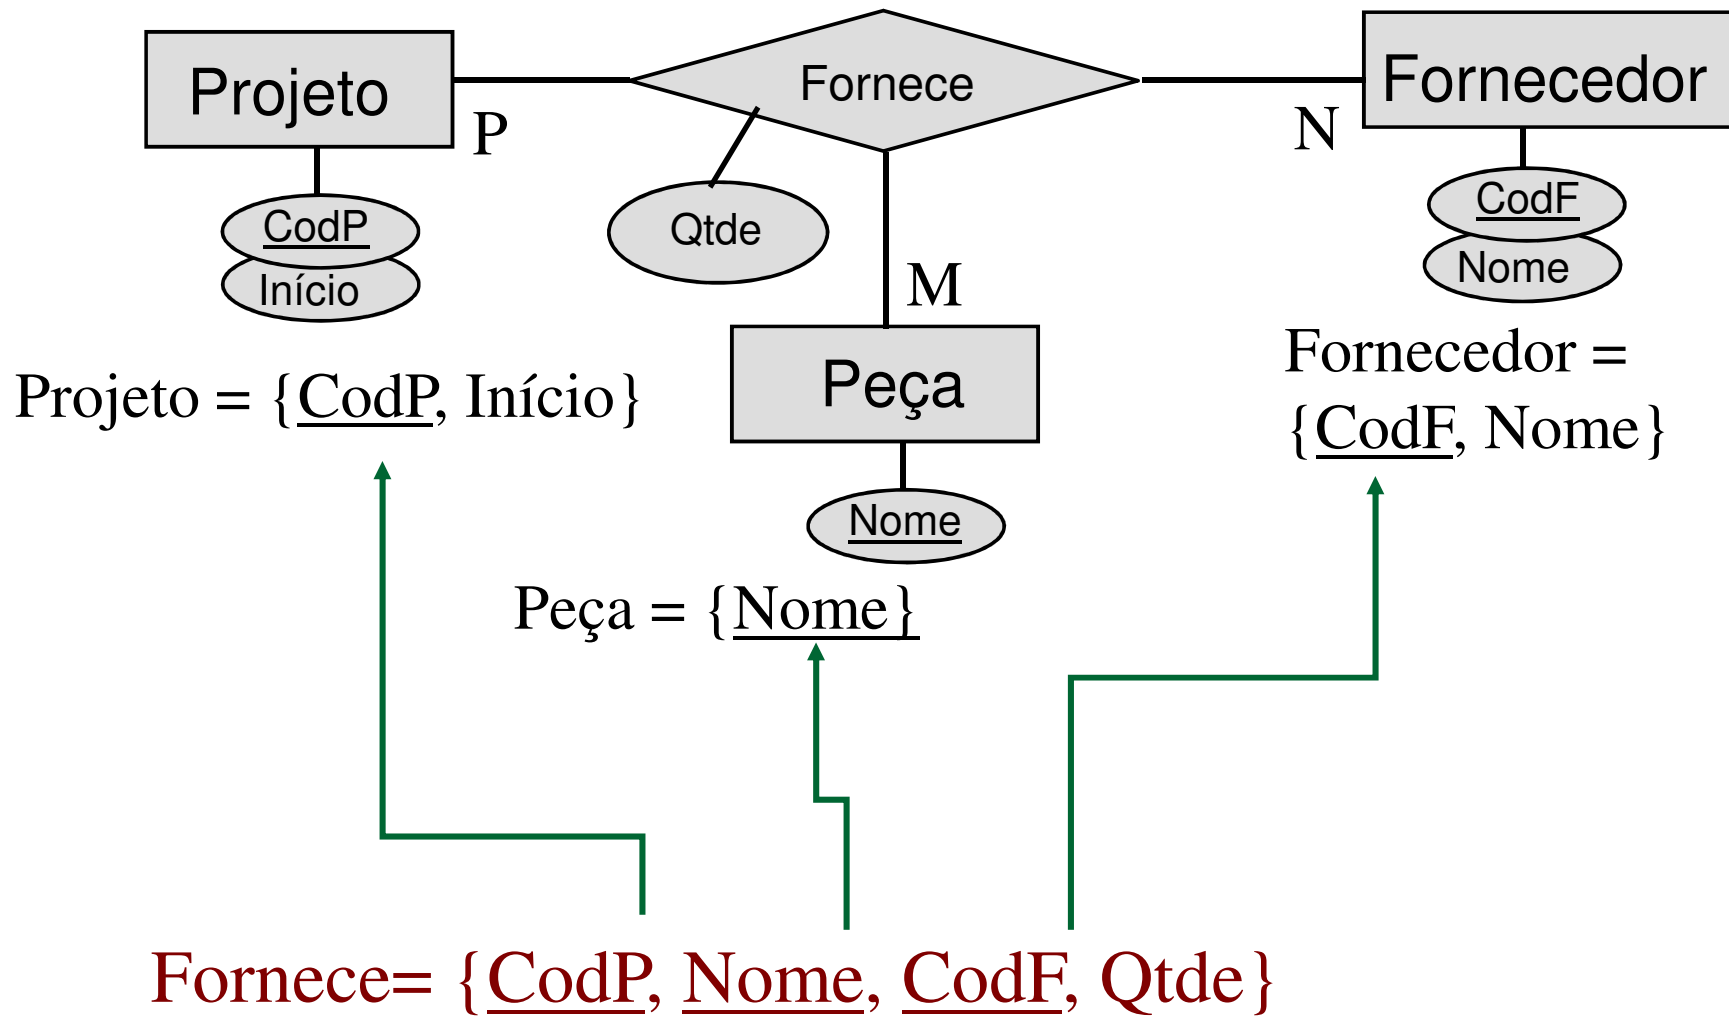 Projeto
Fornece
Fornecedor
P
N
CodP
Início
Qtde
CodF
Nome
M
Projeto = {CodP, Início}
Peça
Fornecedor =
{CodF, Nome}
Nome
Peça = {Nome}
Fornece= {CodP, Nome, CodF, Qtde}